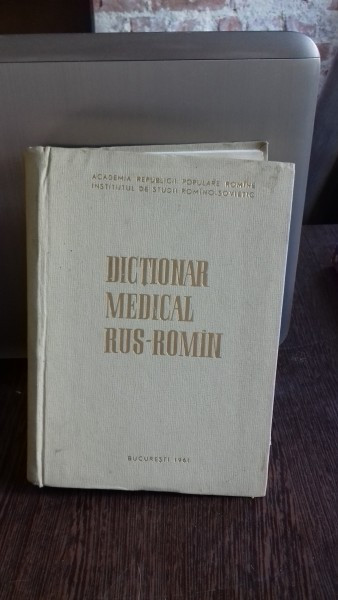 ACADEMIA REPUBLICII POPULARE ROMÎNE
INSTITUTUL DE STUDII ROMÎNO-SOVIETIC
DICȚIONAR
MEDICAL
RUS-ROMÎN
BUCUREȘTI 1961